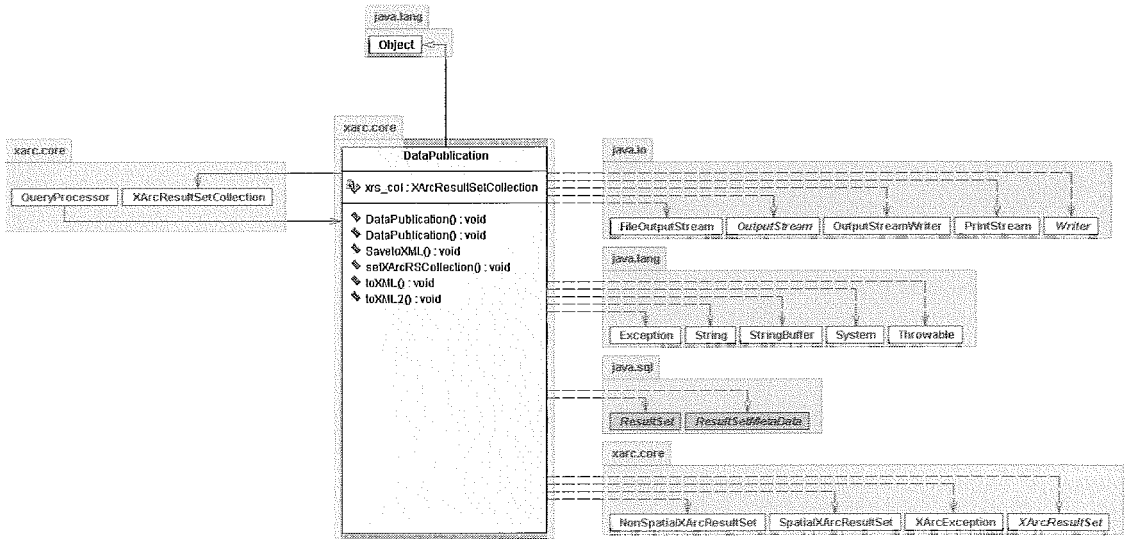 java.lang
Object
xarc.core
QueryProcessor XArcResultSetCollection
xarc.core
DataPublication
xrs_col : XArcResultSetCollection
DataPublication() : void
DataPublication() : void
SavetoXML() : void
setXArcRSCollection() : void
toXML() : void
toXML2() : void
java.io
FileOutputStream OutputStream OutputStreamWriter PrintStream Writer
java.lang
Exception String StringBuffer System Throwable
java.sql
ResultSet ResultSetMetaData
xarc.core
NonSpatialXArcResultSet SpatialXArcResultSet XArcException XArcResultSet